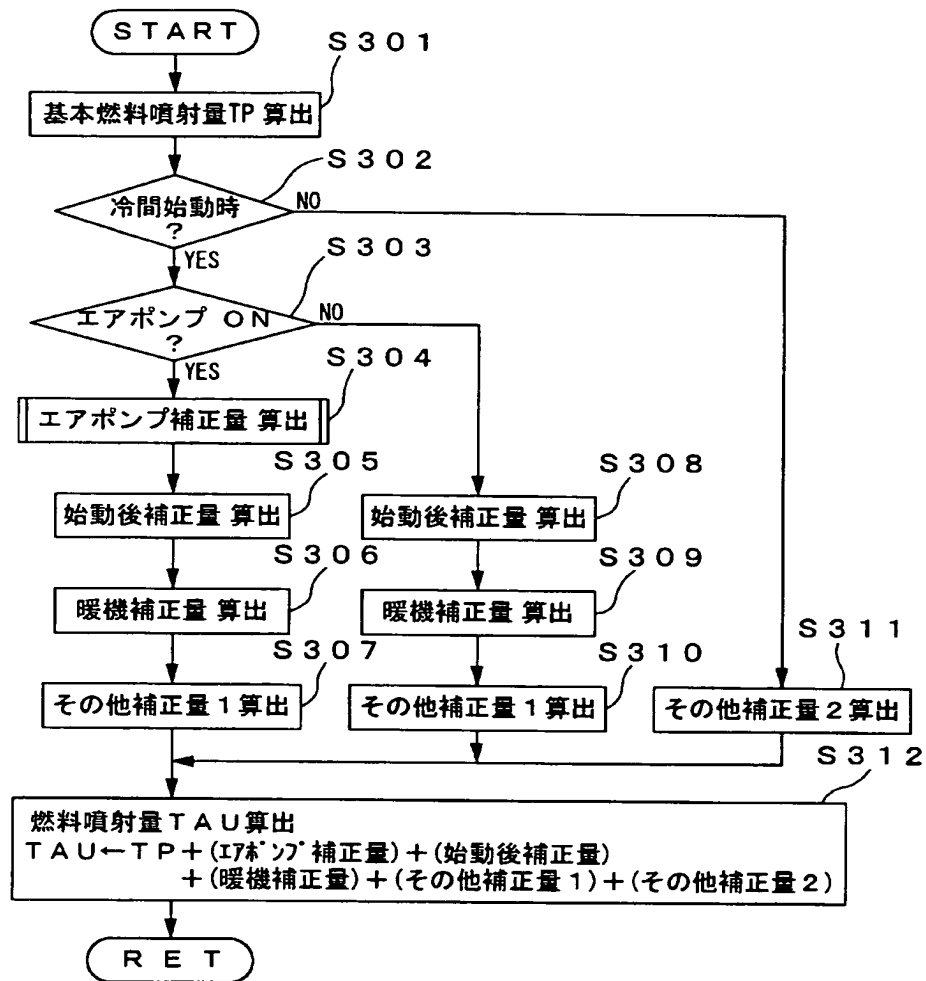 ＳＴＡＲＴ
Ｓ３０１
基本燃料噴射量TP 算出
Ｓ３０２
冷間始動時
?
NO
YES
Ｓ３０３
エアポンプ ＯＮ
?
NO
YES
Ｓ３０４
エアポンプ補正量 算出
Ｓ３０５
始動後補正量 算出
Ｓ３０８
始動後補正量 算出
Ｓ３０６
暖機補正量 算出
Ｓ３０９
暖機補正量 算出
Ｓ３０７
その他補正量１算出
Ｓ３１０
その他補正量１算出
Ｓ３１１
その他補正量２算出
Ｓ３１２
燃料噴射量ＴＡＵ算出
ＴＡＵ←ＴＰ＋(ｴｱﾎﾟﾝﾌﾟ補正量)＋(始動後補正量)
＋(暖機補正量)＋(その他補正量１)＋(その他補正量２)
ＲＥＴ